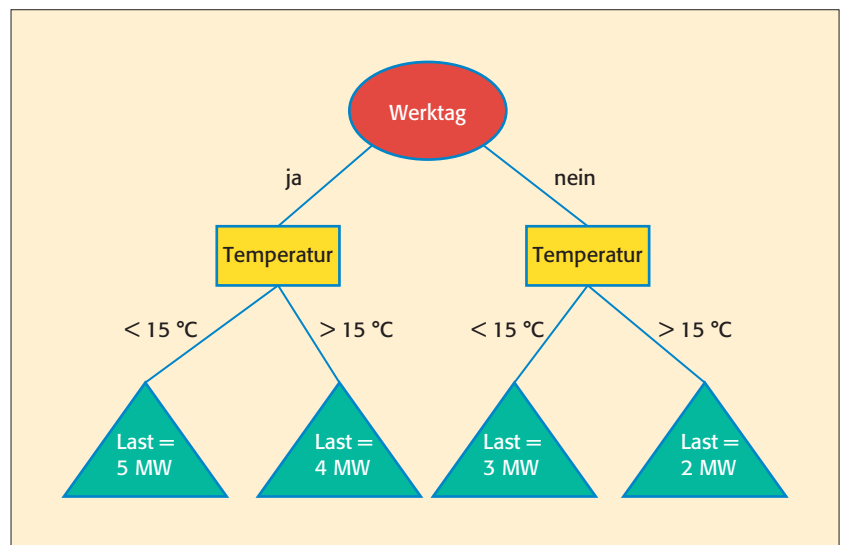 Werktag
ja
nein
Temperatur
Temperatur
< 15 °C
> 15 °C
< 15 °C
> 15 °C
Last =
5 MW
Last =
4 MW
Last =
3 MW
Last =
2 MW